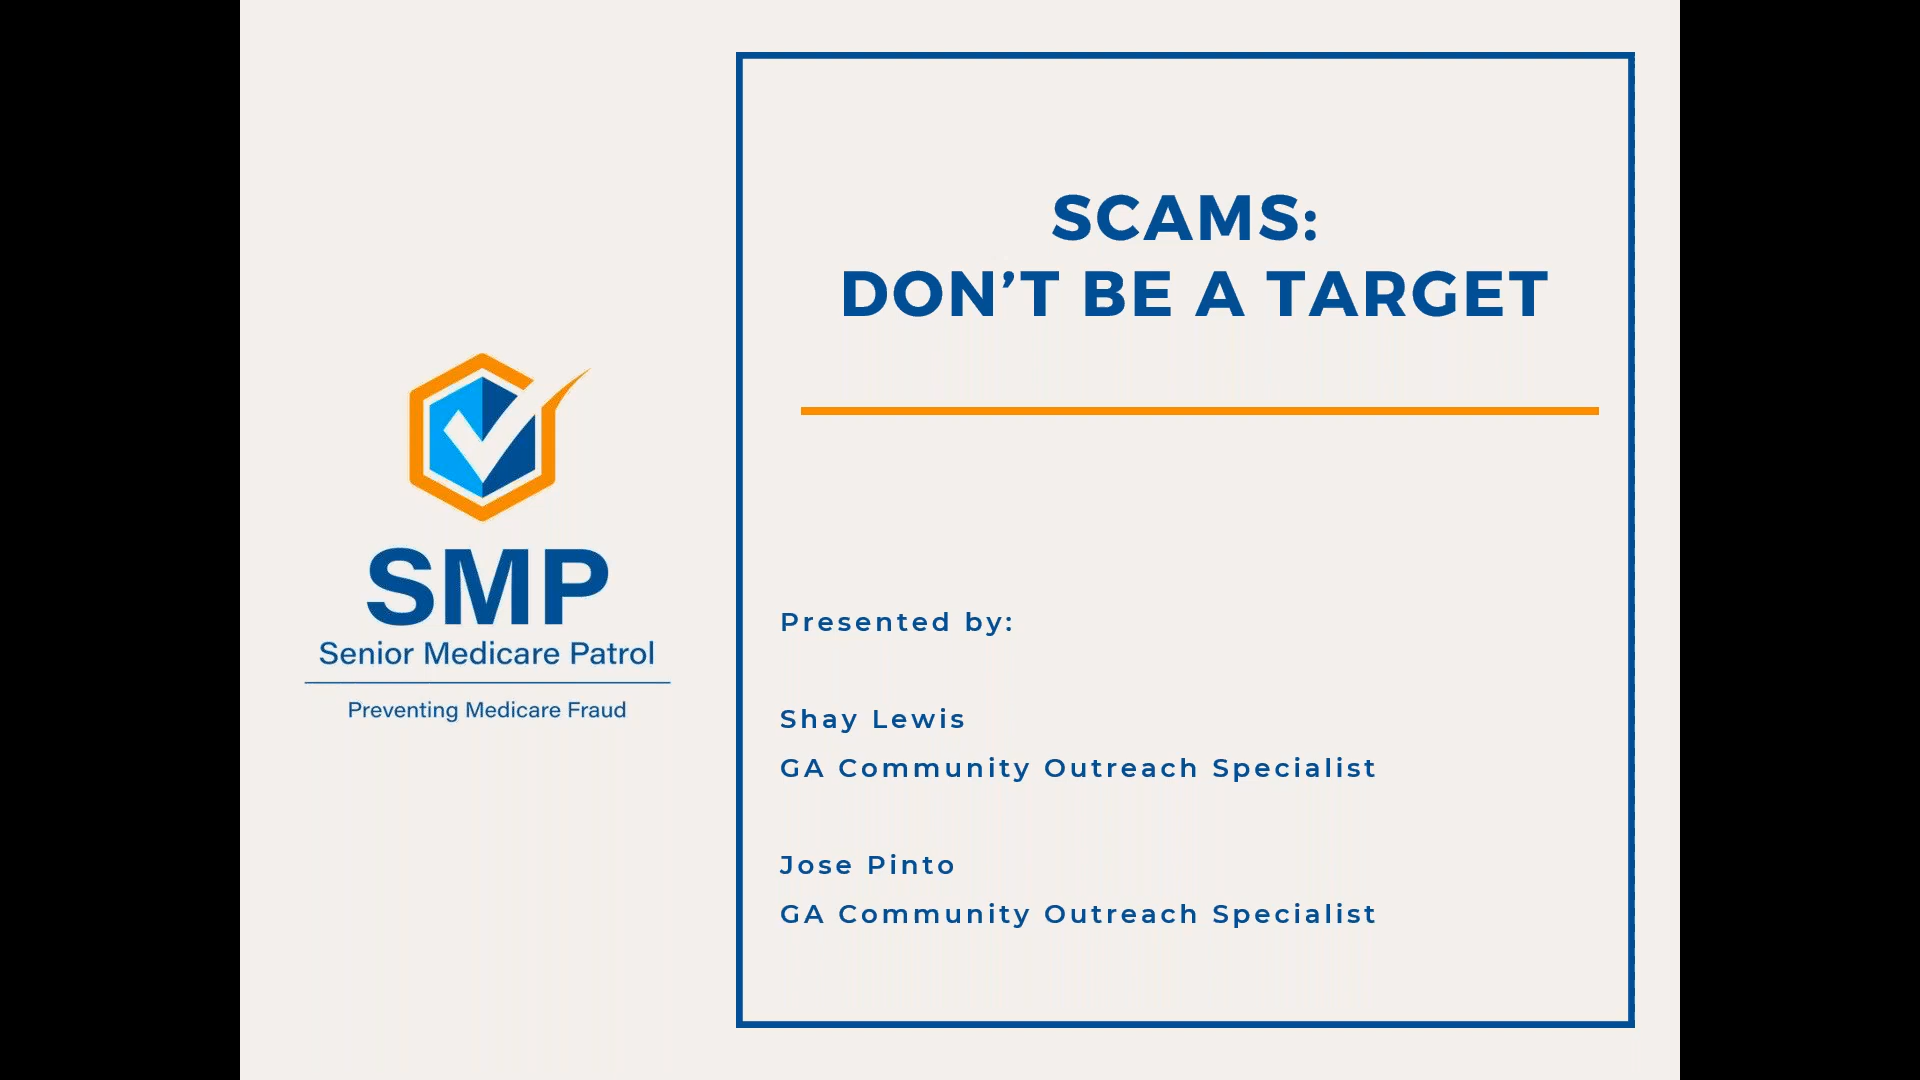 SMP
Senior Medicare Patrol
Preventing Medicare Fraud
SCAMS:
DON’T BE A TARGET
Presented by:
Shay Lewis
GA Community Outreach Specialist
Jose Pinto
GA Community Outreach Specialist